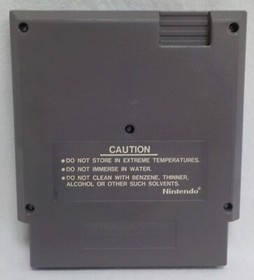 CAUTION
•DO NOT STORE IN EXTREME TEMPERATURES.
•DO NOT IMMERSE IN WATER.
•DO NOT CLEAN WITH BENZENE, THINNER,
ALCOHOL OR OTHER SUCH SOLVENTS.
Nintendo®